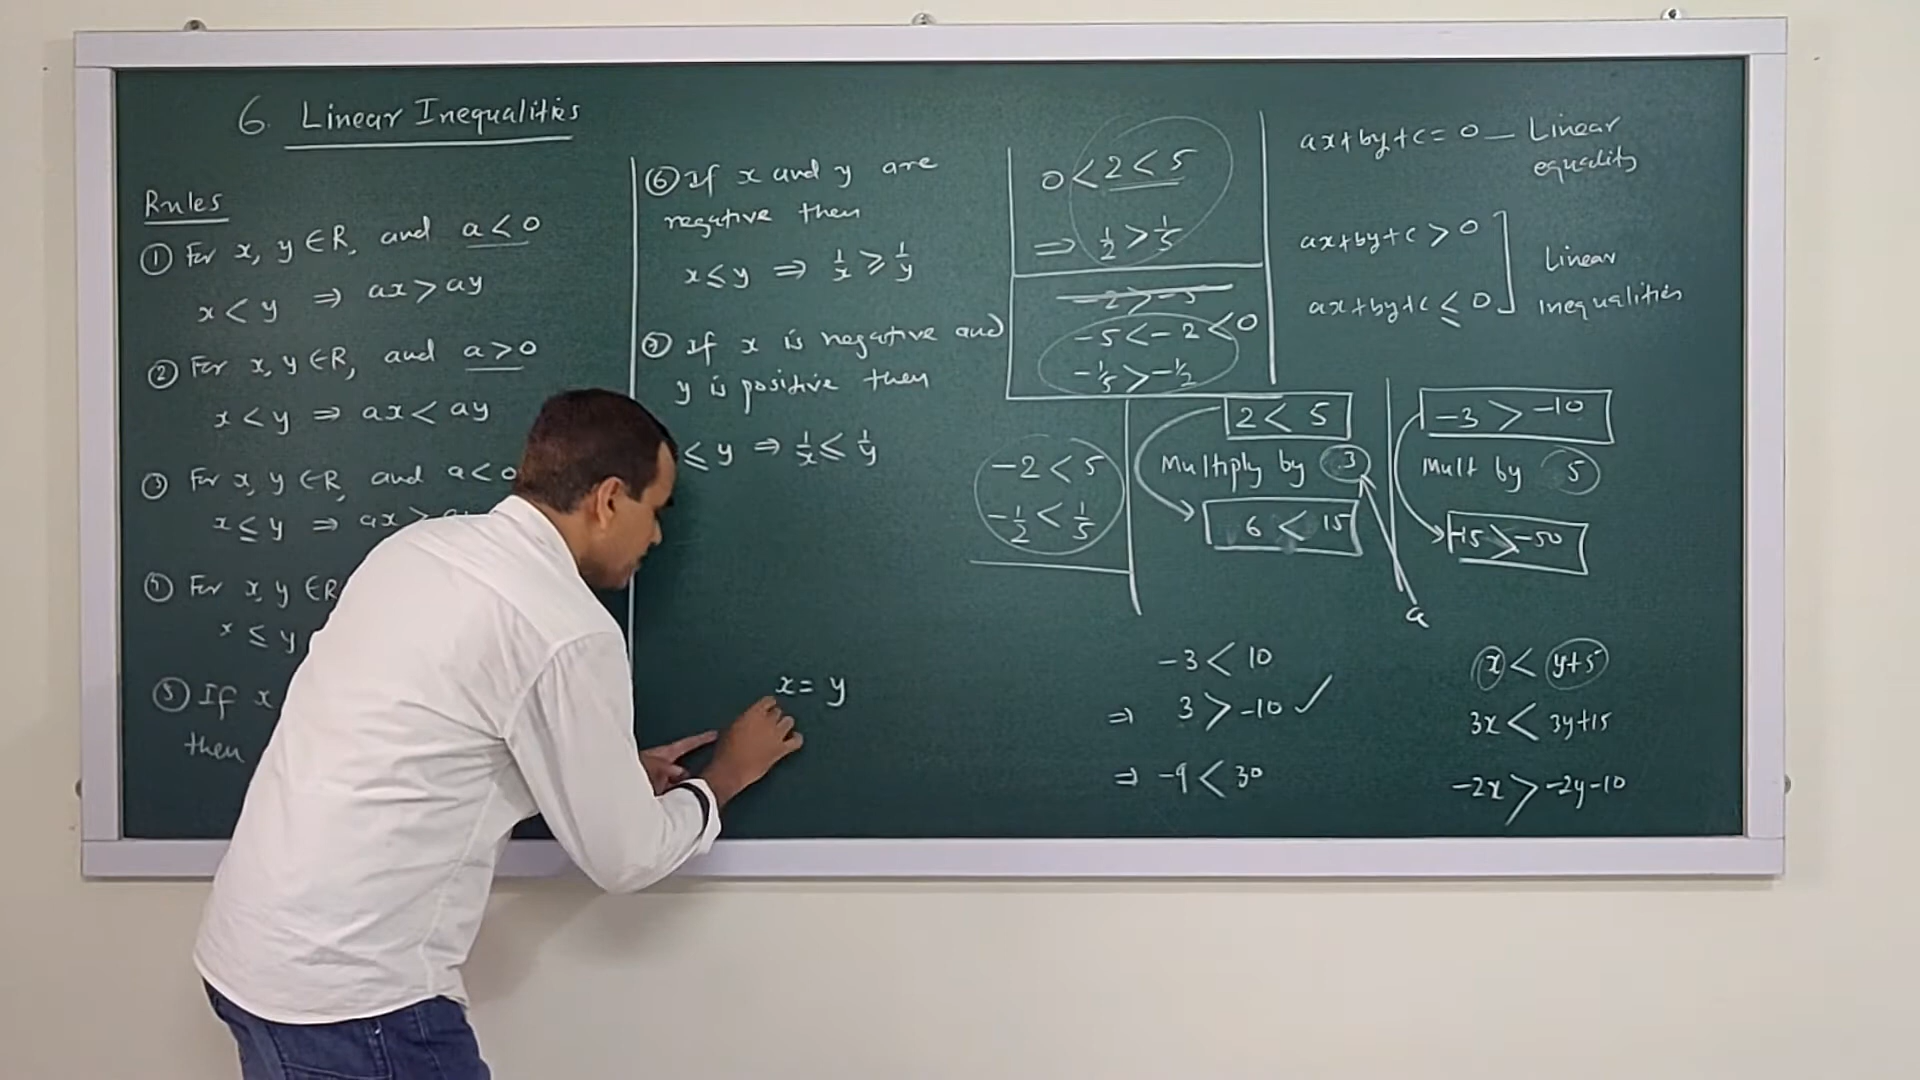 6. Linear Inequalities
Rules
① For x, y ∈ R, and a < 0
x < y ⇒ ax > ay
② For x, y ∈ R, and a > 0
x < y ⇒ ax < ay
③ For x, y ∈ R, and a < 0
x ≤ y ⇒ ax
④ For x, y ∈ R
x ≤ y
⑤ If x
then
⑥ If x and y are
negative then
x ≤ y ⇒ 1/x ≥ 1/y
⑦ If x is negative and
y is positive then
≤ y ⇒ 1/x ≤ 1/y
x = y
0 < 2 < 5
⇒ 1/2 > 1/5
-5 < -2 < 0
-1/5 > -1/2
-2 < 5
-1/2 < 1/5
2 < 5
Multiply by 3
6 < 15
a
-3 < 10
⇒ 3 > -10 ✓
⇒ -9 < 30
ax+by+c = 0 — Linear
equality
ax+by+c > 0
ax+by+c ≤ 0
Linear
inequalities
-3 > -10
Mult by 5
-15 > -50
x < y+5
3x < 3y+15
-2x > -2y-10